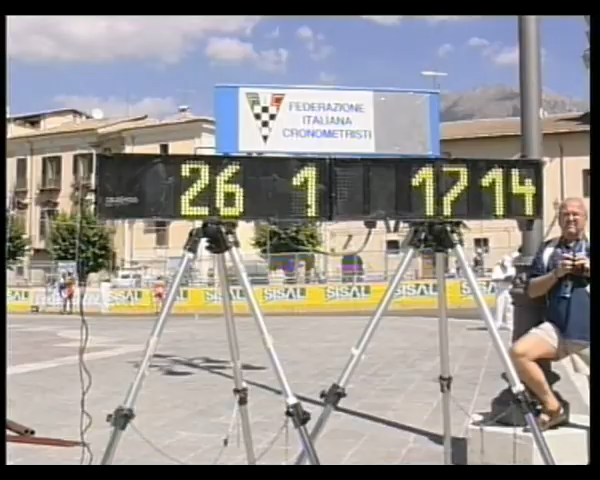 FEDERAZIONE
ITALIANA
CRONOMETRISTI
26 1 17 14
SISAL SISAL SISAL SISAL SISAL